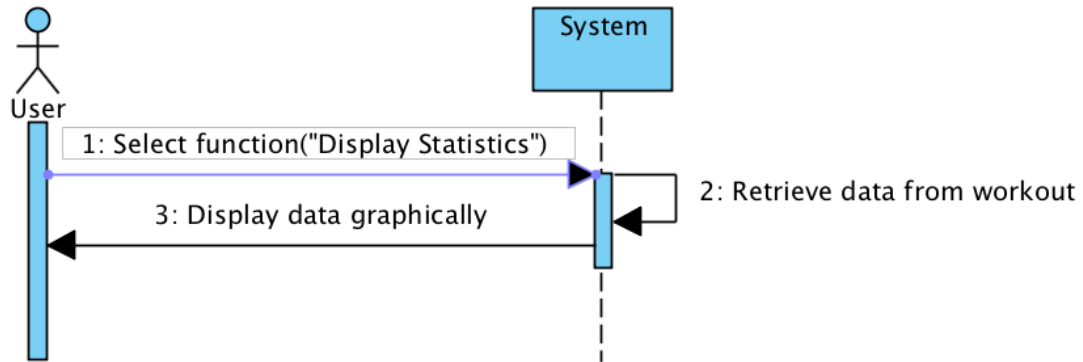 System
User
1: Select function("Display Statistics")
2: Retrieve data from workout
3: Display data graphically